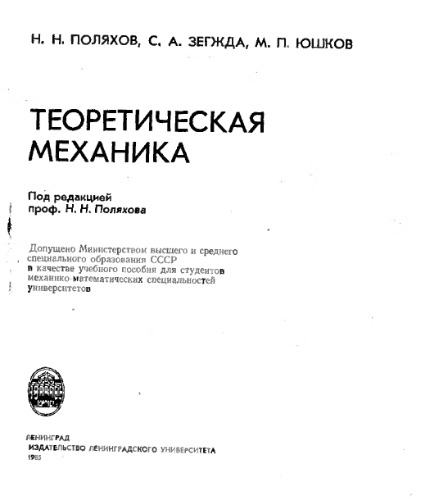 Н. Н. ПОЛЯХОВ, С. А. ЗЕГЖДА, М. П. ЮШКОВ
ТЕОРЕТИЧЕСКАЯ
МЕХАНИКА
Под редакцией
проф. Н. Н. Поляхова
Допущено Министерством высшего и среднего
специального образования СССР
в качестве учебного пособия для студентов
механико-математических специальностей
университетов
ЛЕНИНГРАД
ИЗДАТЕЛЬСТВО ЛЕНИНГРАДСКОГО УНИВЕРСИТЕТА
1985